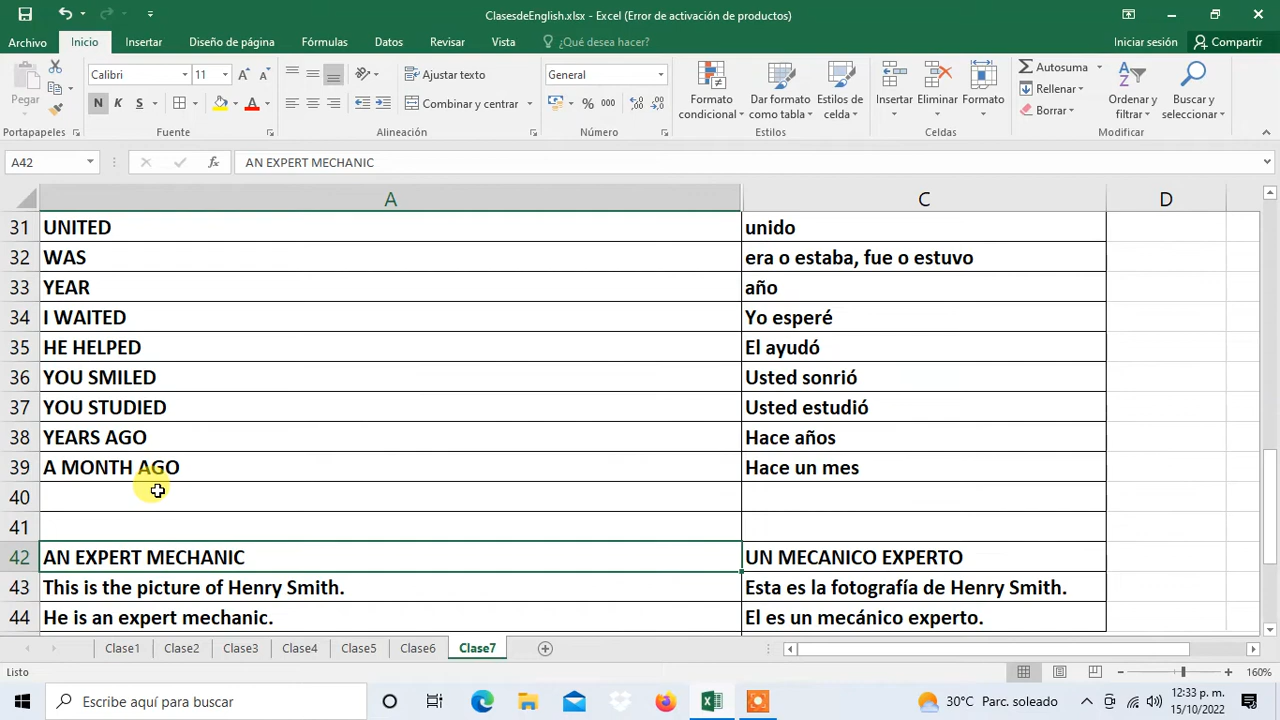 ClasesdeEnglish.xlsx - Excel (Error de activación de productos)
Archivo Inicio Insertar Diseño de página Fórmulas Datos Revisar Vista ¿Qué desea hacer? Iniciar sesión Compartir
Pegar
Calibri 11
N K S
Ajustar texto
Combinar y centrar
General
% 000
Formato condicional
Dar formato como tabla
Estilos de celda
Insertar Eliminar Formato
Autosuma
Rellenar
Borrar
Ordenar y filtrar
Buscar y seleccionar
Portapapeles Fuente Alineación Número Estilos Celdas Modificar
A42 fx AN EXPERT MECHANIC
A C D
31 UNITED unido
32 WAS era o estaba, fue o estuvo
33 YEAR año
34 I WAITED Yo esperé
35 HE HELPED El ayudó
36 YOU SMILED Usted sonrió
37 YOU STUDIED Usted estudió
38 YEARS AGO Hace años
39 A MONTH AGO Hace un mes
40
41
42 AN EXPERT MECHANIC UN MECANICO EXPERTO
43 This is the picture of Henry Smith. Esta es la fotografía de Henry Smith.
44 He is an expert mechanic. El es un mecánico experto.
Clase1 Clase2 Clase3 Clase4 Clase5 Clase6 Clase7
Listo 160%
Escribe aquí para buscar 30°C Parc. soleado 12:33 p. m.
15/10/2022